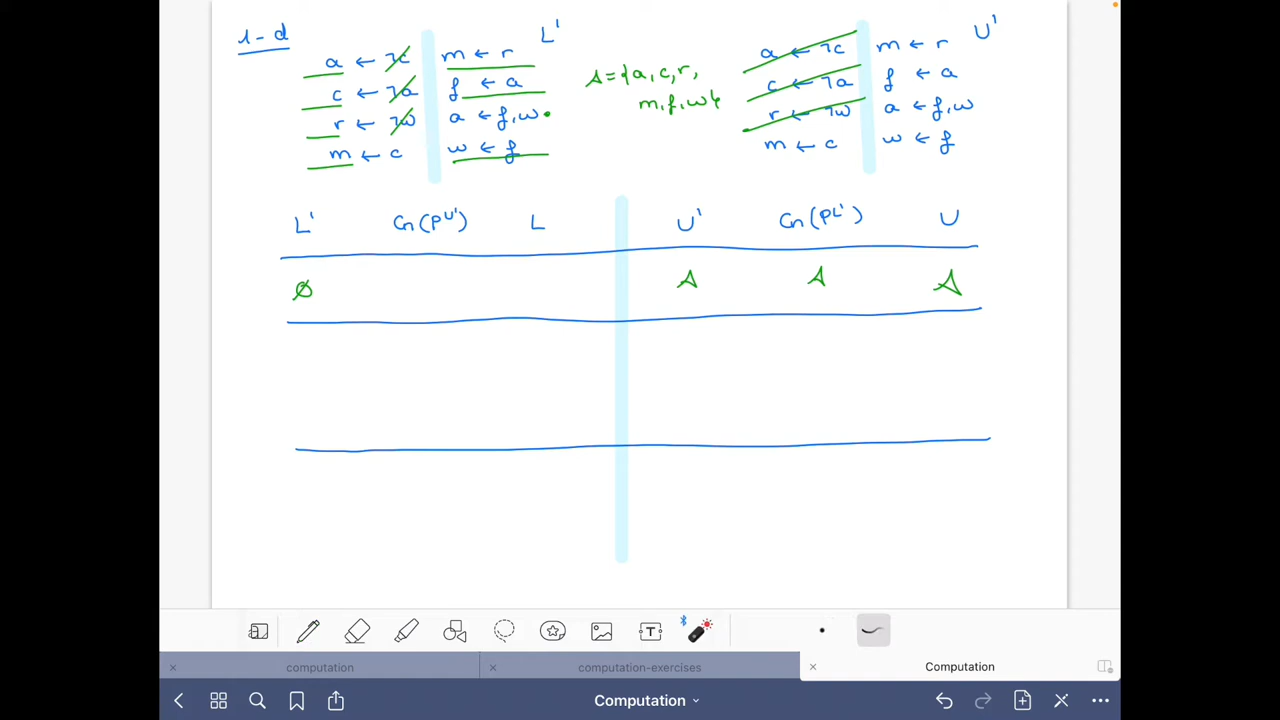 1-d
a ← ¬c
c ← ¬a
r ← ¬w
m ← c
m ← r
f ← a
a ← f,w
w ← f
L'
A={a,c,r,
m,f,w}
a ← ¬c
c ← ¬a
r ← ¬w
m ← c
m ← r
f ← a
a ← f,w
w ← f
U'
L' Cn(P^U') L U' Cn(P^L') U
∅ A A A
T
computation
computation-exercises
Computation
Computation